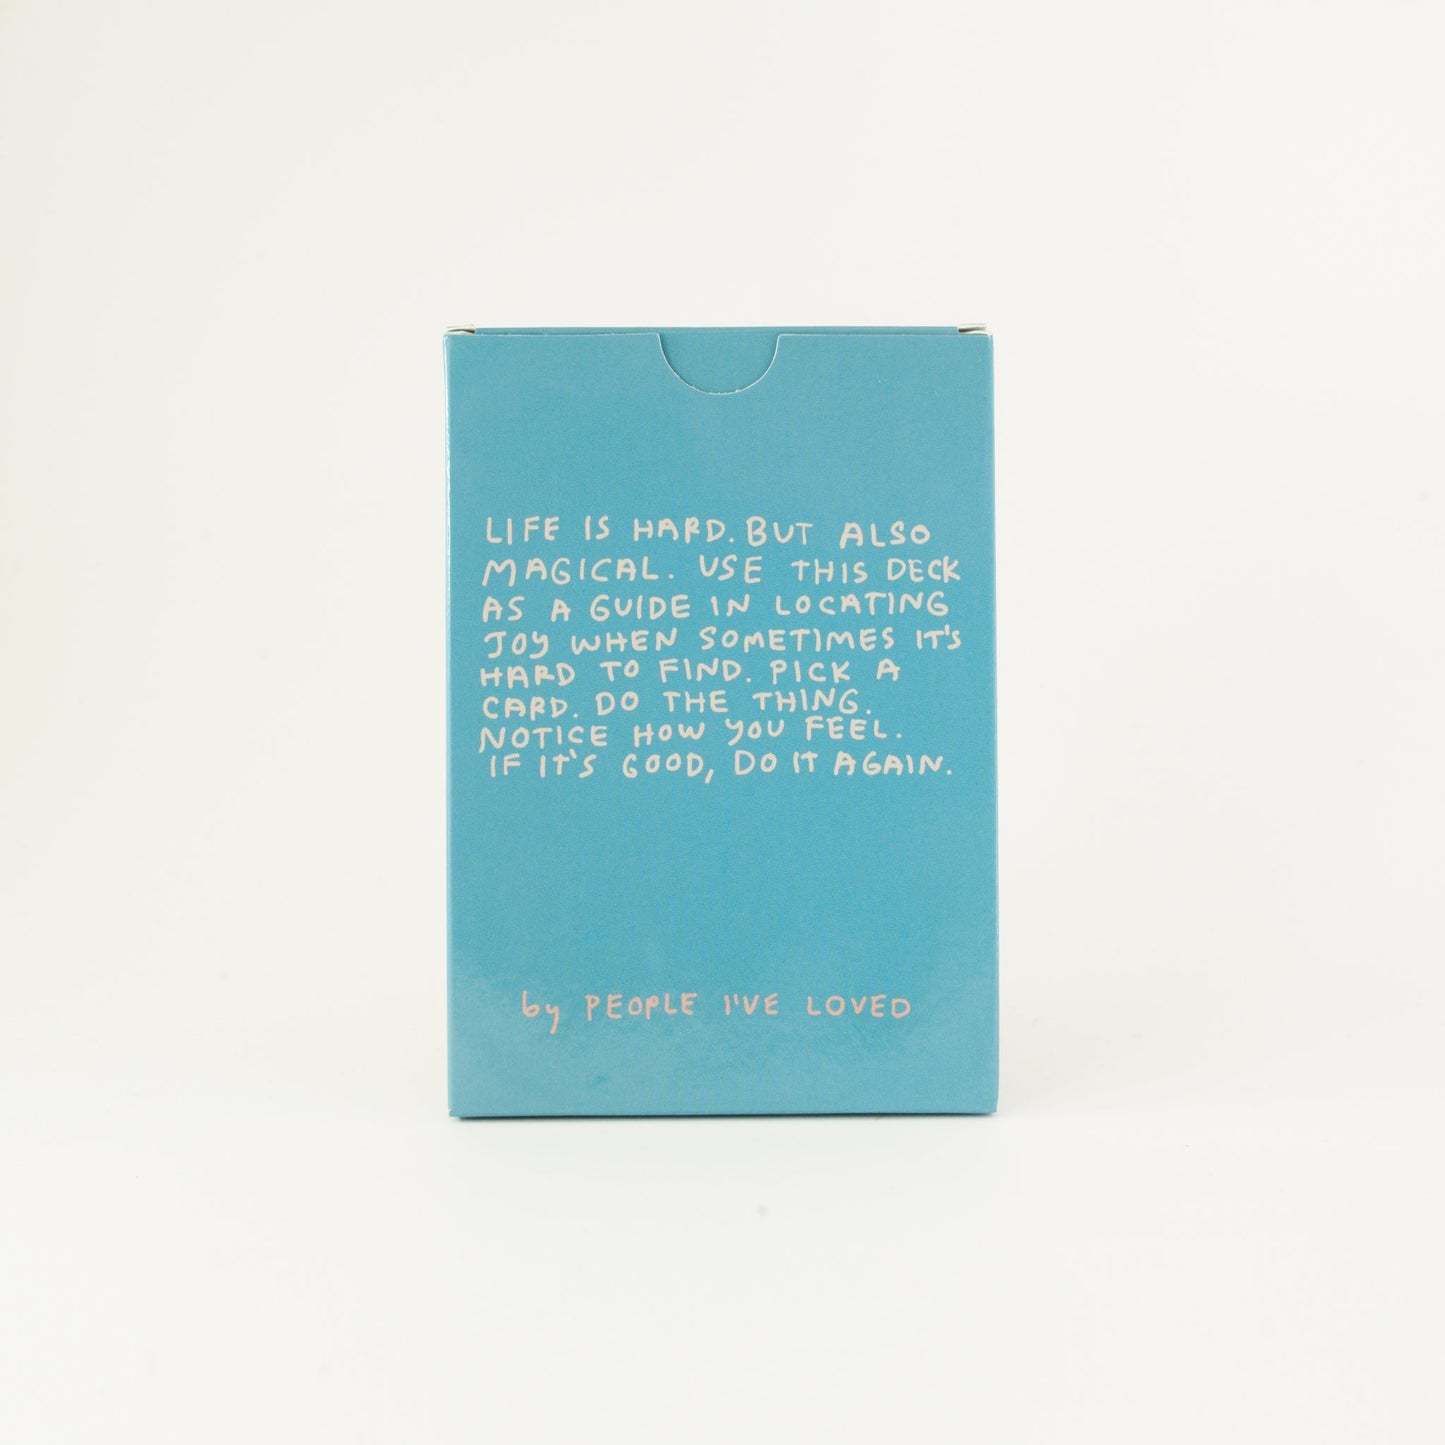 LIFE IS HARD. BUT ALSO
MAGICAL. USE THIS DECK
AS A GUIDE IN LOCATING
JOY WHEN SOMETIMES IT'S
HARD TO FIND. PICK A
CARD. DO THE THING.
NOTICE HOW YOU FEEL.
IF IT'S GOOD, DO IT AGAIN.
by PEOPLE I'VE LOVED